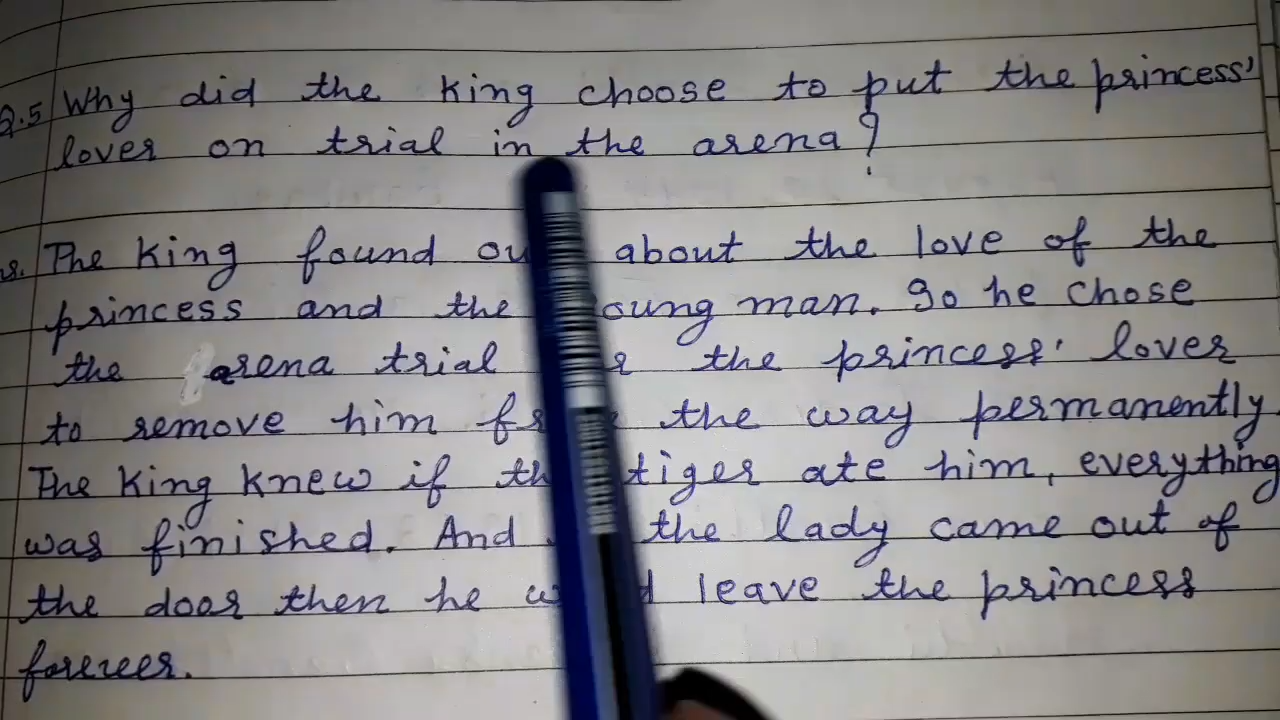 Q.5 Why did the king choose to put the princess'
lover on trial in the arena?
The king found about the love of the
princess and the young man. So he chose
the arena trial the princess' lover
to remove him the way permanently.
The king knew if the tiger ate him, everything
was finished. And the lady came out of
the door then he leave the princess
forever.